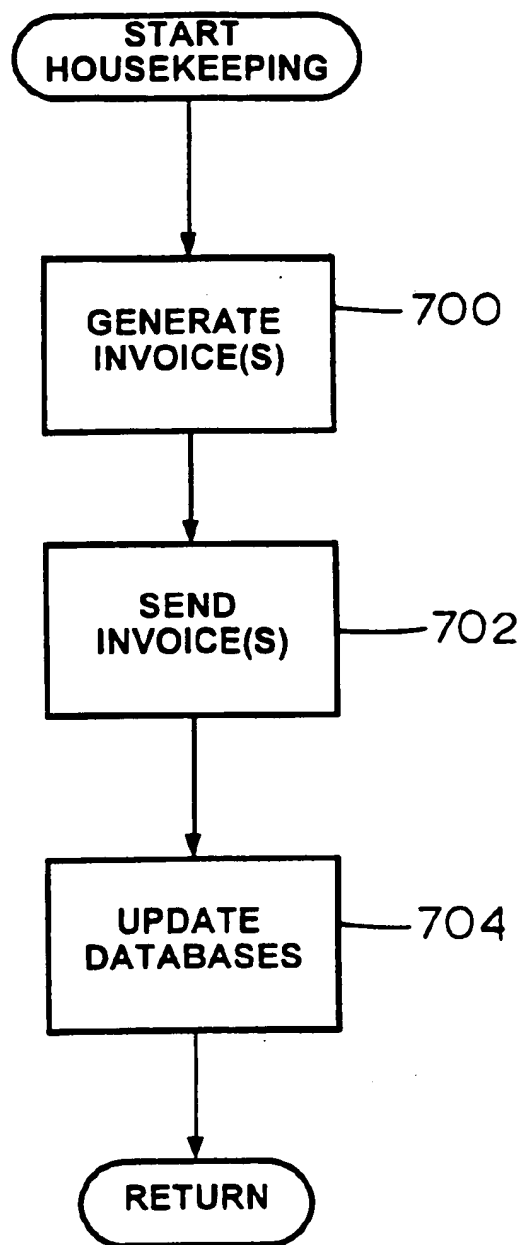 START
HOUSEKEEPING
GENERATE
INVOICE(S)
700
SEND
INVOICE(S)
702
UPDATE
DATABASES
704
RETURN